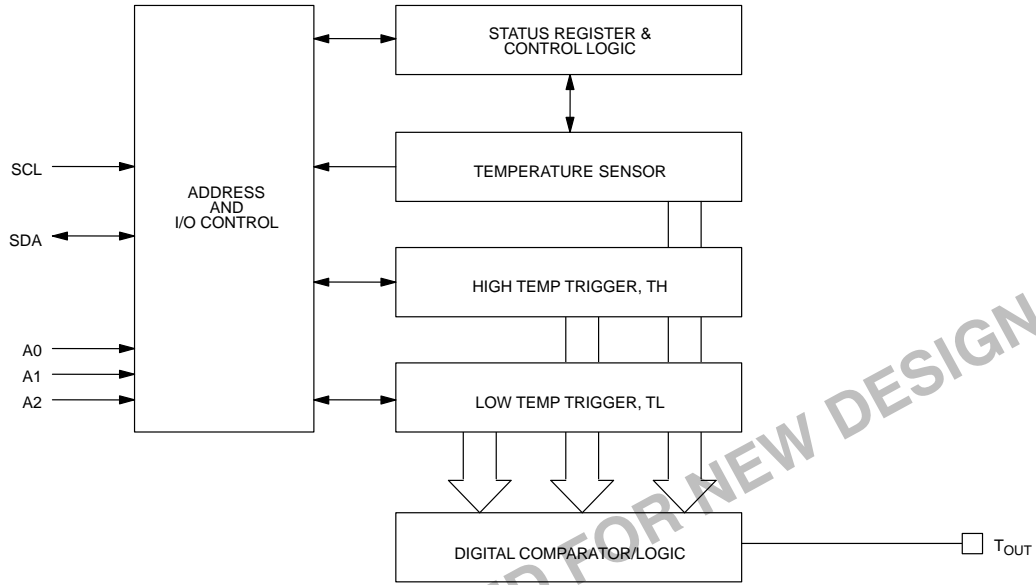 STATUS REGISTER &
CONTROL LOGIC
SCL
TEMPERATURE SENSOR
ADDRESS
AND
I/O CONTROL
SDA
HIGH TEMP TRIGGER, TH
A0
A1
A2
LOW TEMP TRIGGER, TL
DIGITAL COMPARATOR/LOGIC
TOUT
FOR NEW DESIGN